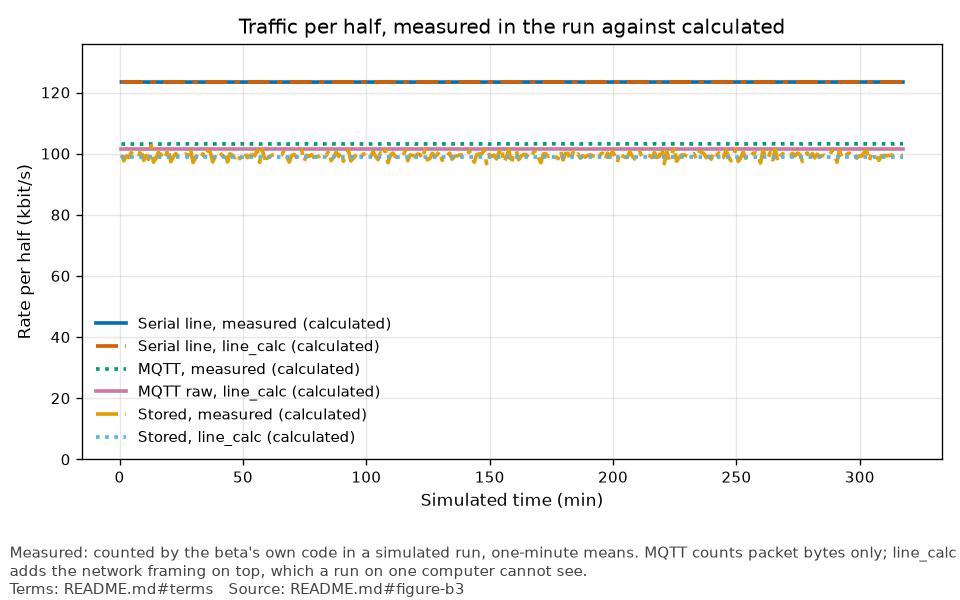 Traffic per half, measured in the run against calculated
Rate per half (kbit/s)
120
100
80
60
40
20
0
Serial line, measured (calculated)
Serial line, line_calc (calculated)
MQTT, measured (calculated)
MQTT raw, line_calc (calculated)
Stored, measured (calculated)
Stored, line_calc (calculated)
0 50 100 150 200 250 300
Simulated time (min)
Measured: counted by the beta's own code in a simulated run, one-minute means. MQTT counts packet bytes only; line_calc
adds the network framing on top, which a run on one computer cannot see.
Terms: README.md#terms Source: README.md#figure-b3